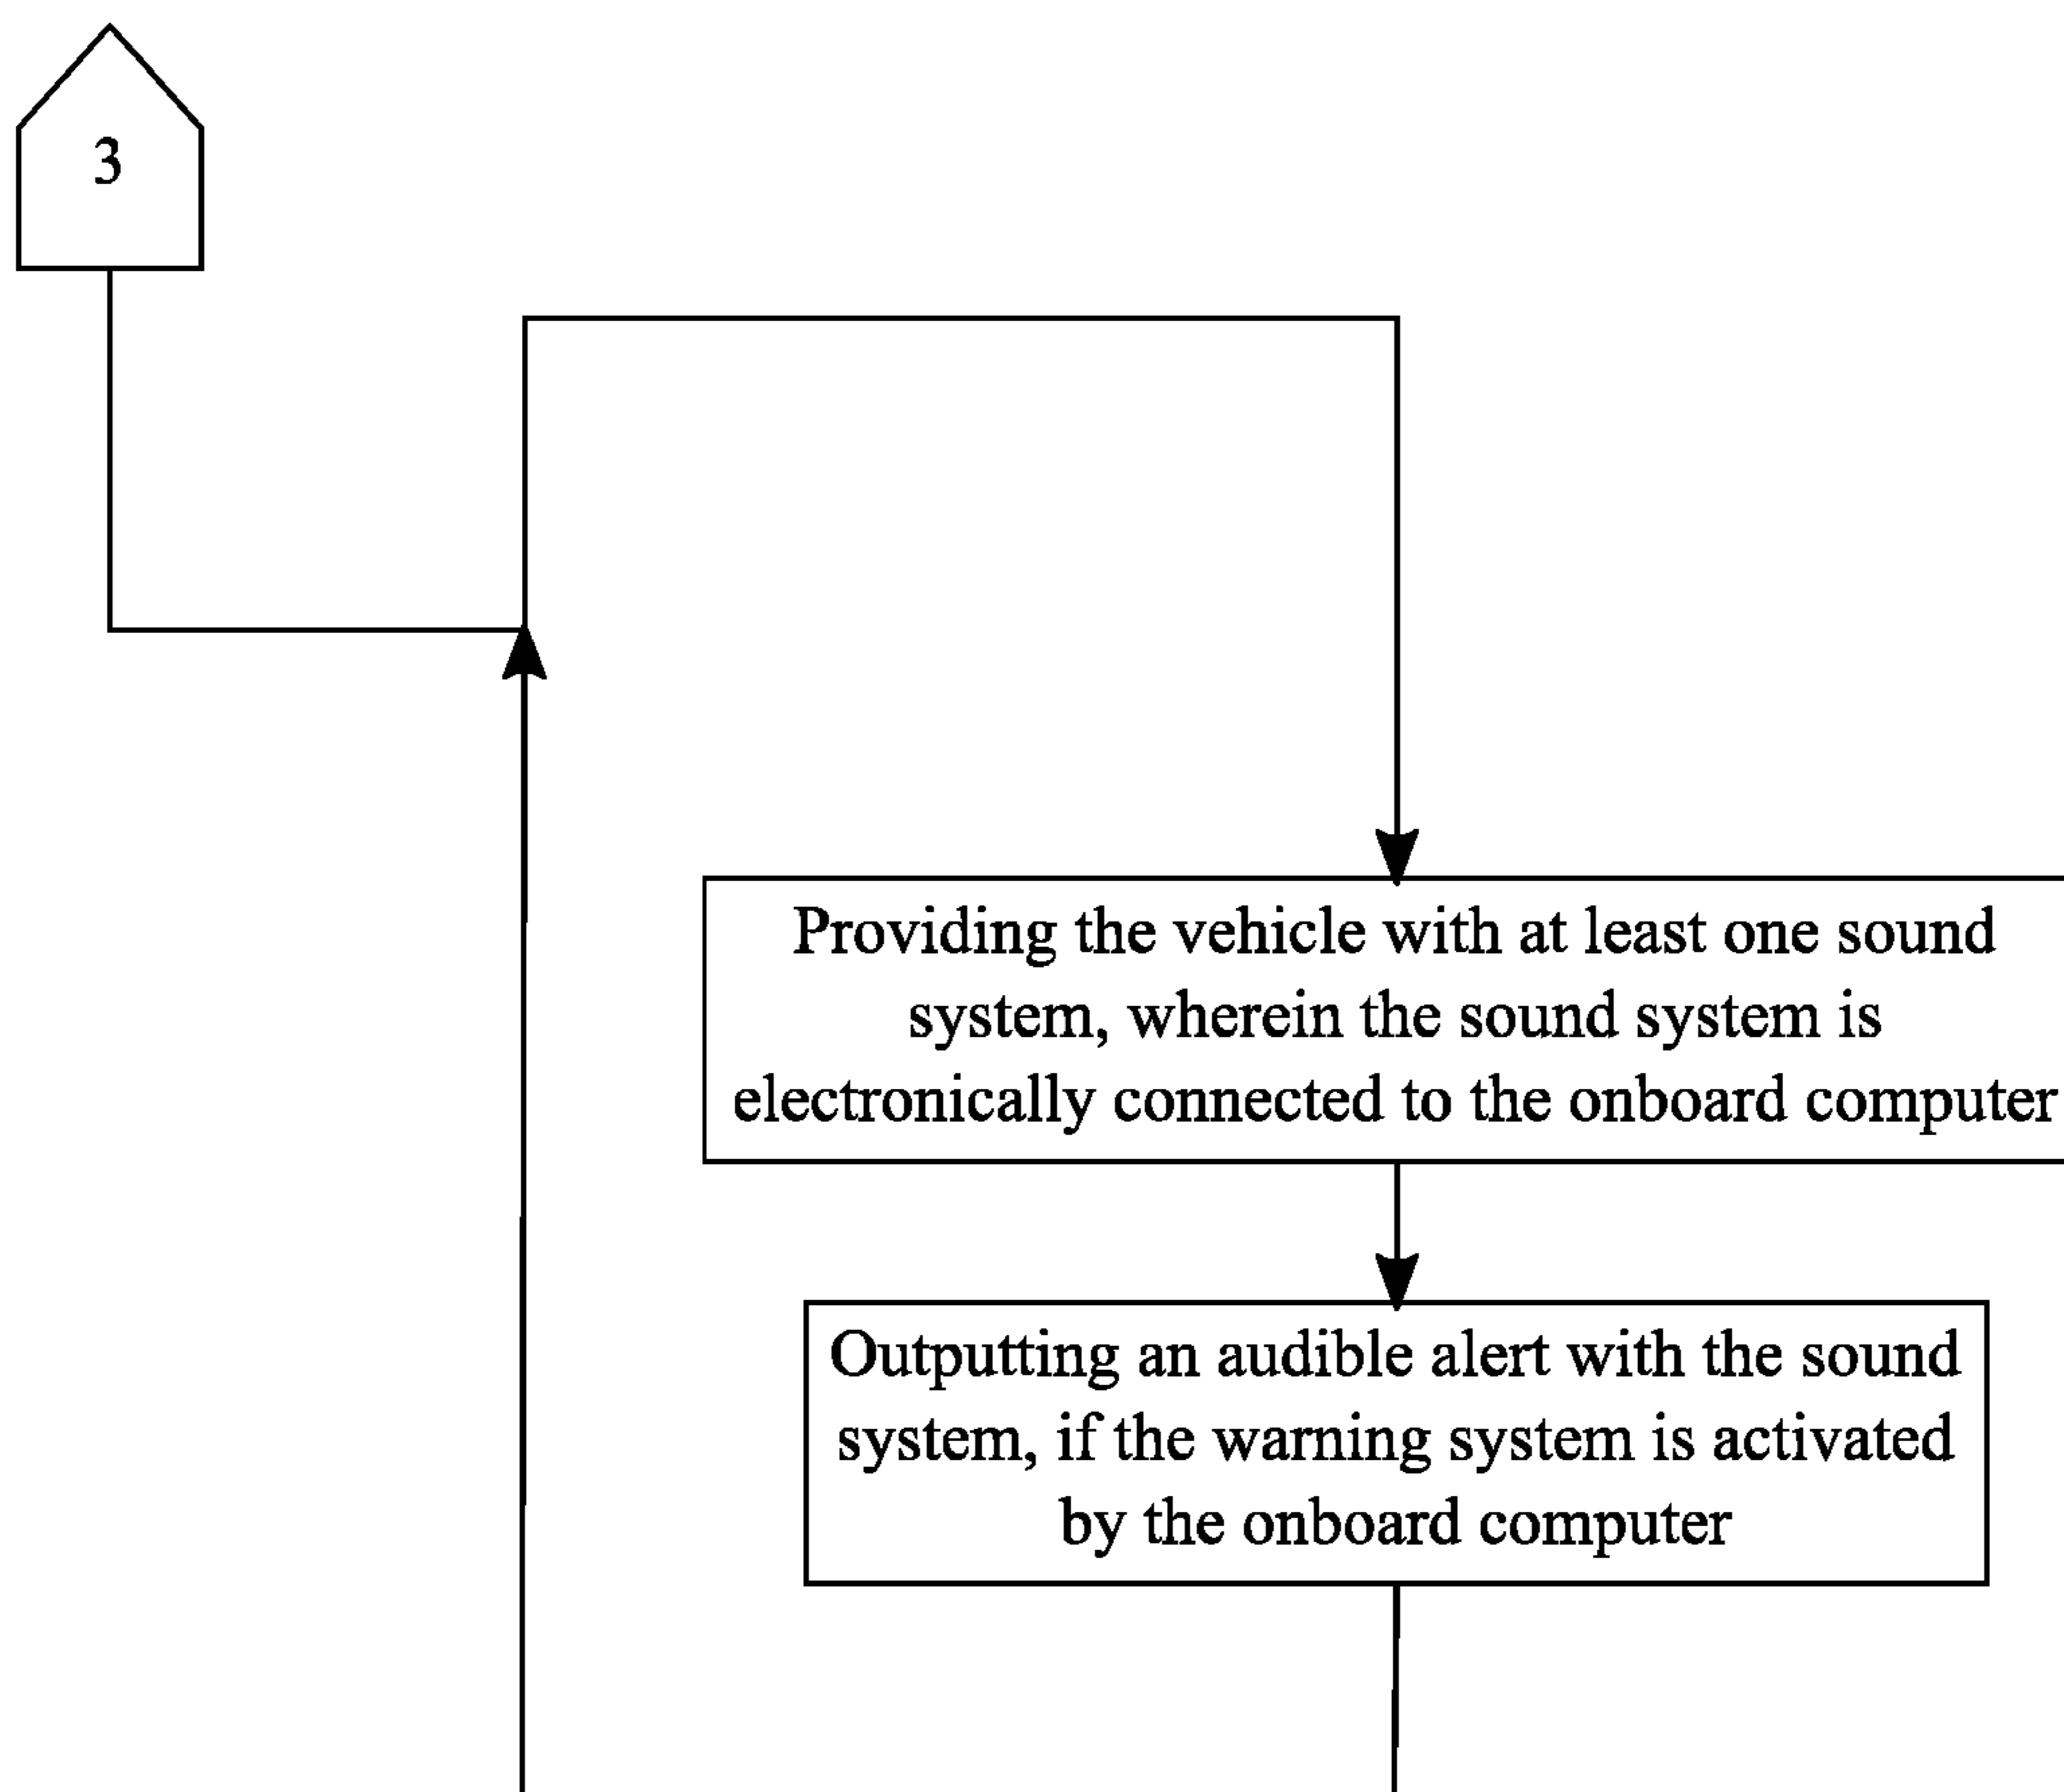 3
Providing the vehicle with at least one sound
system, wherein the sound system is
electronically connected to the onboard computer
Outputting an audible alert with the sound
system, if the warning system is activated
by the onboard computer